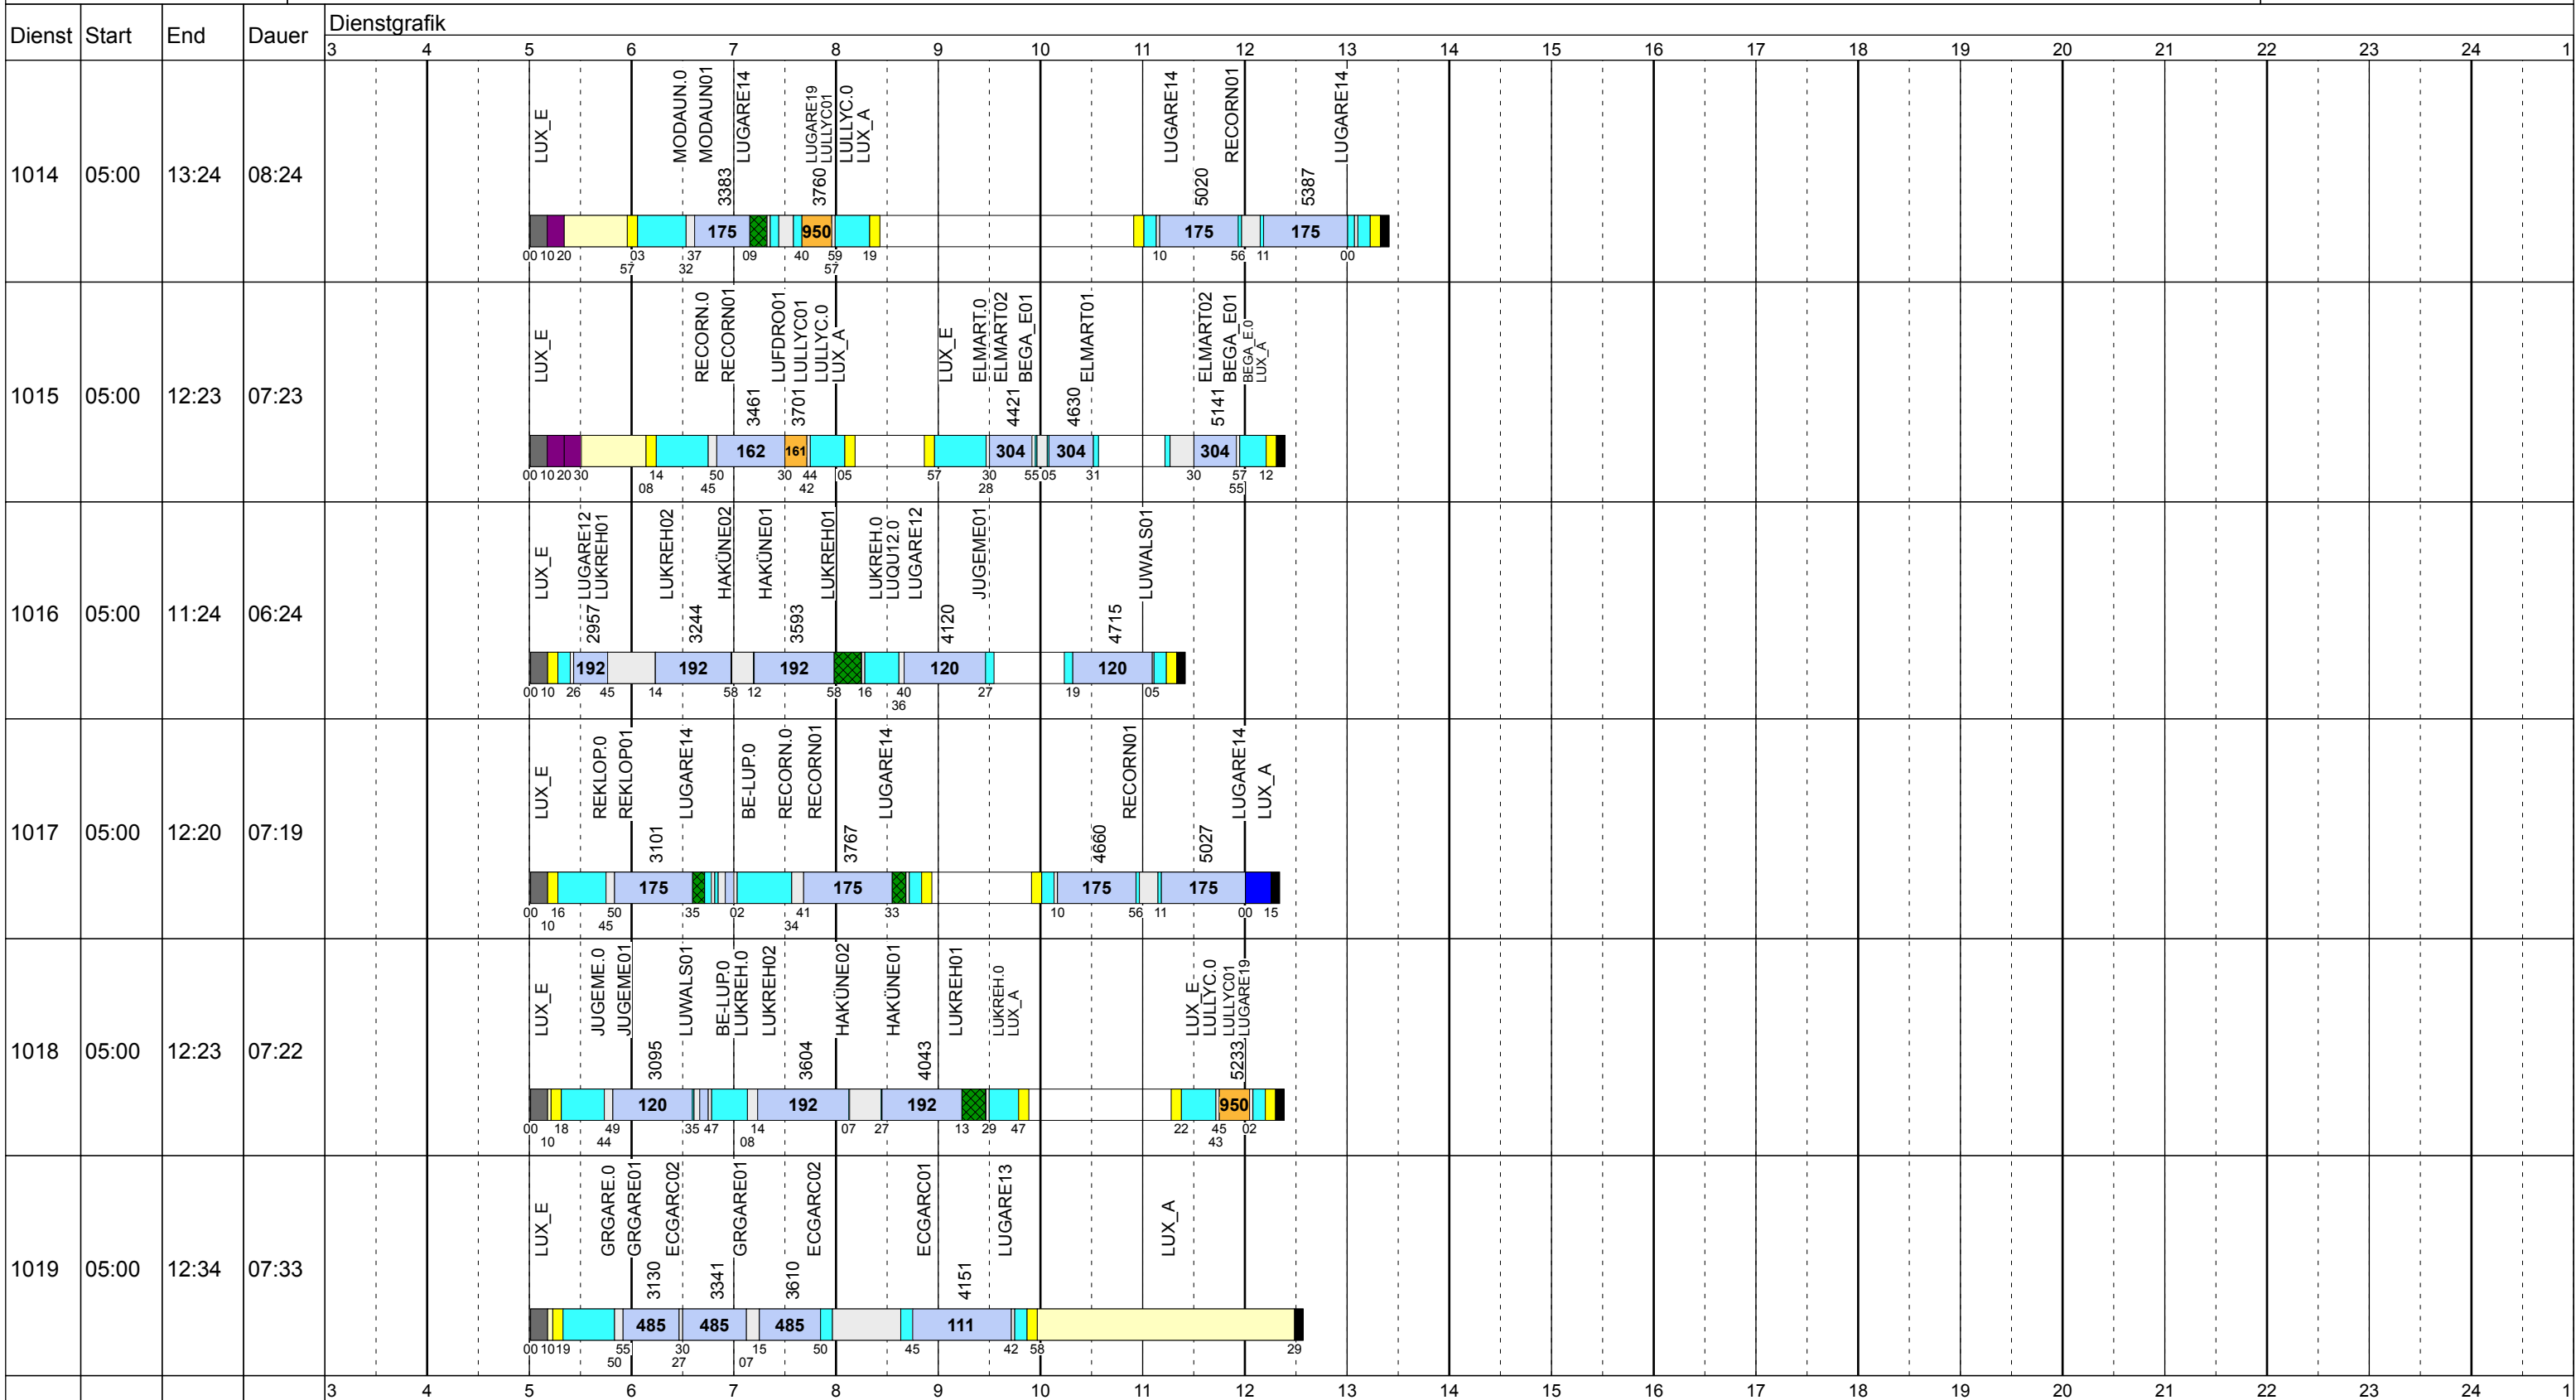 Dienst Start End Dauer Dienstgrafik
3 4 5 6 7 8 9 10 11 12 13 14 15 16 17 18 19 20 21 22 23 24 1
LUX_E MODAUN.0 MODAUN01 LUGARE14 LUGARE19 LULLYC01 LULLYC.0 LUX_A LUGARE14 RECORN01 LUGARE14
3383 3760 5020 5387
1014 05:00 13:24 08:24
175 950 175 175
00 10 20 03 37 09 40 59 19 10 56 11 00
57 32 57
LUX_E RECORN.0 RECORN01 LUFDRO01 LULLYC01 LULLYC.0 LUX_A LUX_E ELMART.0 ELMART02 BEGA_E01 ELMART01 ELMART02 BEGA_E01 BEGA_E.0 LUX_A
3461 3701 4421 4630 5141
1015 05:00 12:23 07:23
162 161 304 304 304
00 10 20 30 14 50 30 44 05 57 30 55 05 31 30 57 12
08 45 42 28 55
LUX_E LUGARE12 LUKREH01 LUKREH02 HAKÜNE02 HAKÜNE01 LUKREH01 LUKREH.0 LUQU12.0 LUGARE12 JUGEME01 LUWALS01
2957 3244 3593 4120 4715
1016 05:00 11:24 06:24
192 192 192 120 120
00 10 26 45 14 58 12 58 16 40 27 19 05
36
LUX_E REKLOP.0 REKLOP01 LUGARE14 BE-LUP.0 RECORN.0 RECORN01 LUGARE14 RECORN01 LUGARE14 LUX_A
3101 3767 4660 5027
1017 05:00 12:20 07:19
175 175 175 175
00 16 50 35 02 41 33 10 56 11 00 15
10 45 34
LUX_E JUGEME.0 JUGEME01 LUWALS01 BE-LUP.0 LUKREH.0 LUKREH02 HAKÜNE02 HAKÜNE01 LUKREH01 LUKREH.0 LUX_A LUX_E LULLYC.0 LULLYC01 LUGARE19
3095 3604 4043 5233
1018 05:00 12:23 07:22
120 192 192 950
00 18 49 35 47 14 07 27 13 29 47 22 45 02
10 44 08 43
LUX_E GRGARE.0 GRGARE01 ECGARC02 GRGARE01 ECGARC02 ECGARC01 LUGARE13 LUX_A
3130 3341 3610 4151
1019 05:00 12:34 07:33
485 485 485 111
00 10 19 55 30 15 50 45 42 58 29
50 27 07
3 4 5 6 7 8 9 10 11 12 13 14 15 16 17 18 19 20 21 22 23 24 1